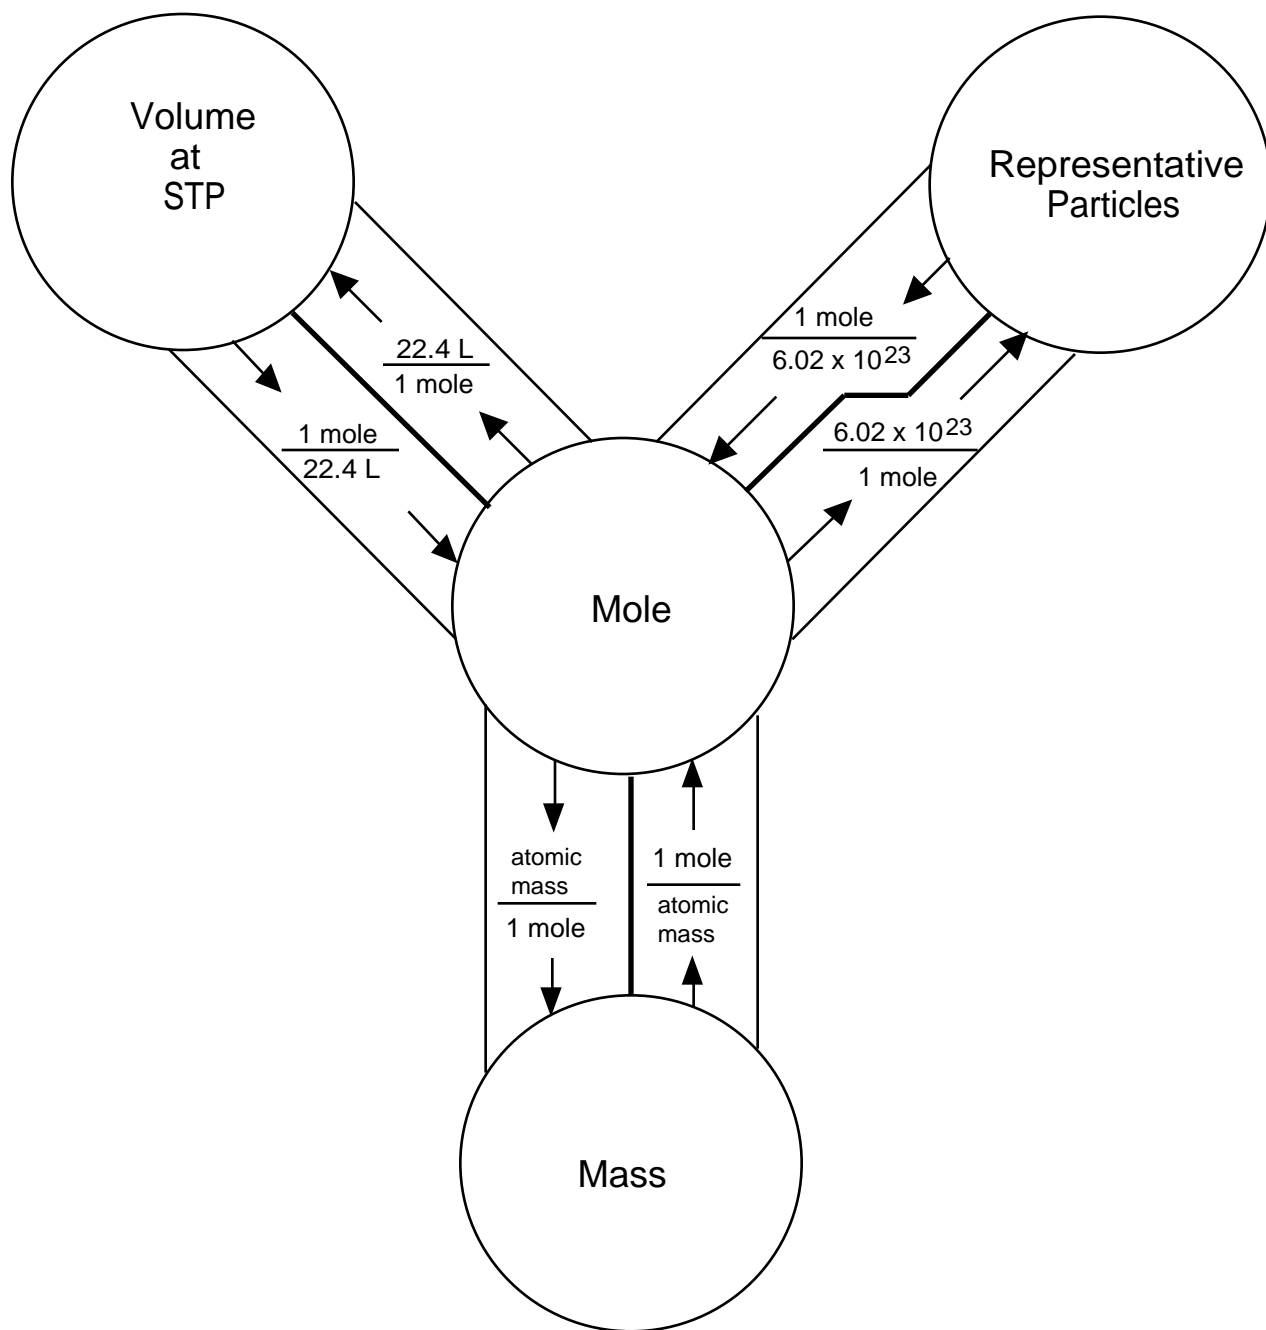 Volume
at
STP
Representative
Particles
22.4 L
1 mole
1 mole
22.4 L
1 mole
6.02 x 10^23
6.02 x 10^23
1 mole
Mole
atomic
mass
1 mole
1 mole
atomic
mass
Mass